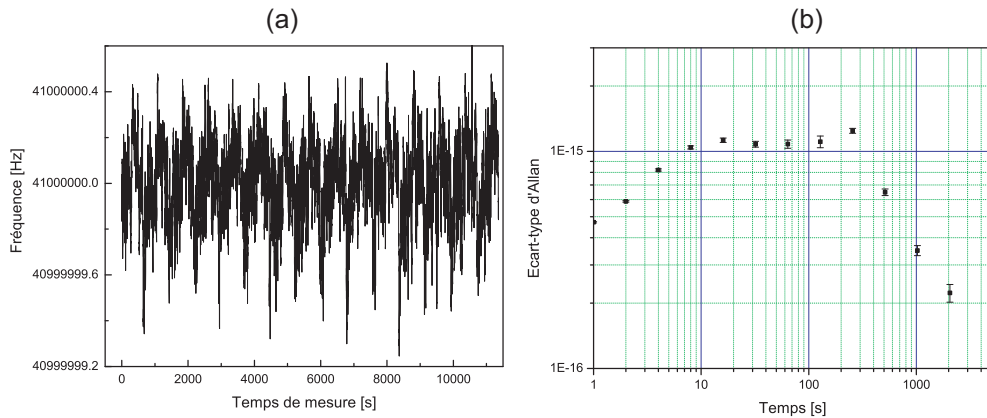 (a)
(b)
41000000.4
41000000.0
40999999.6
40999999.2
Fréquence [Hz]
0 2000 4000 6000 8000 10000
Temps de mesure [s]
1E-15
1E-16
Ecart-type d'Allan
1 10 100 1000
Temps [s]